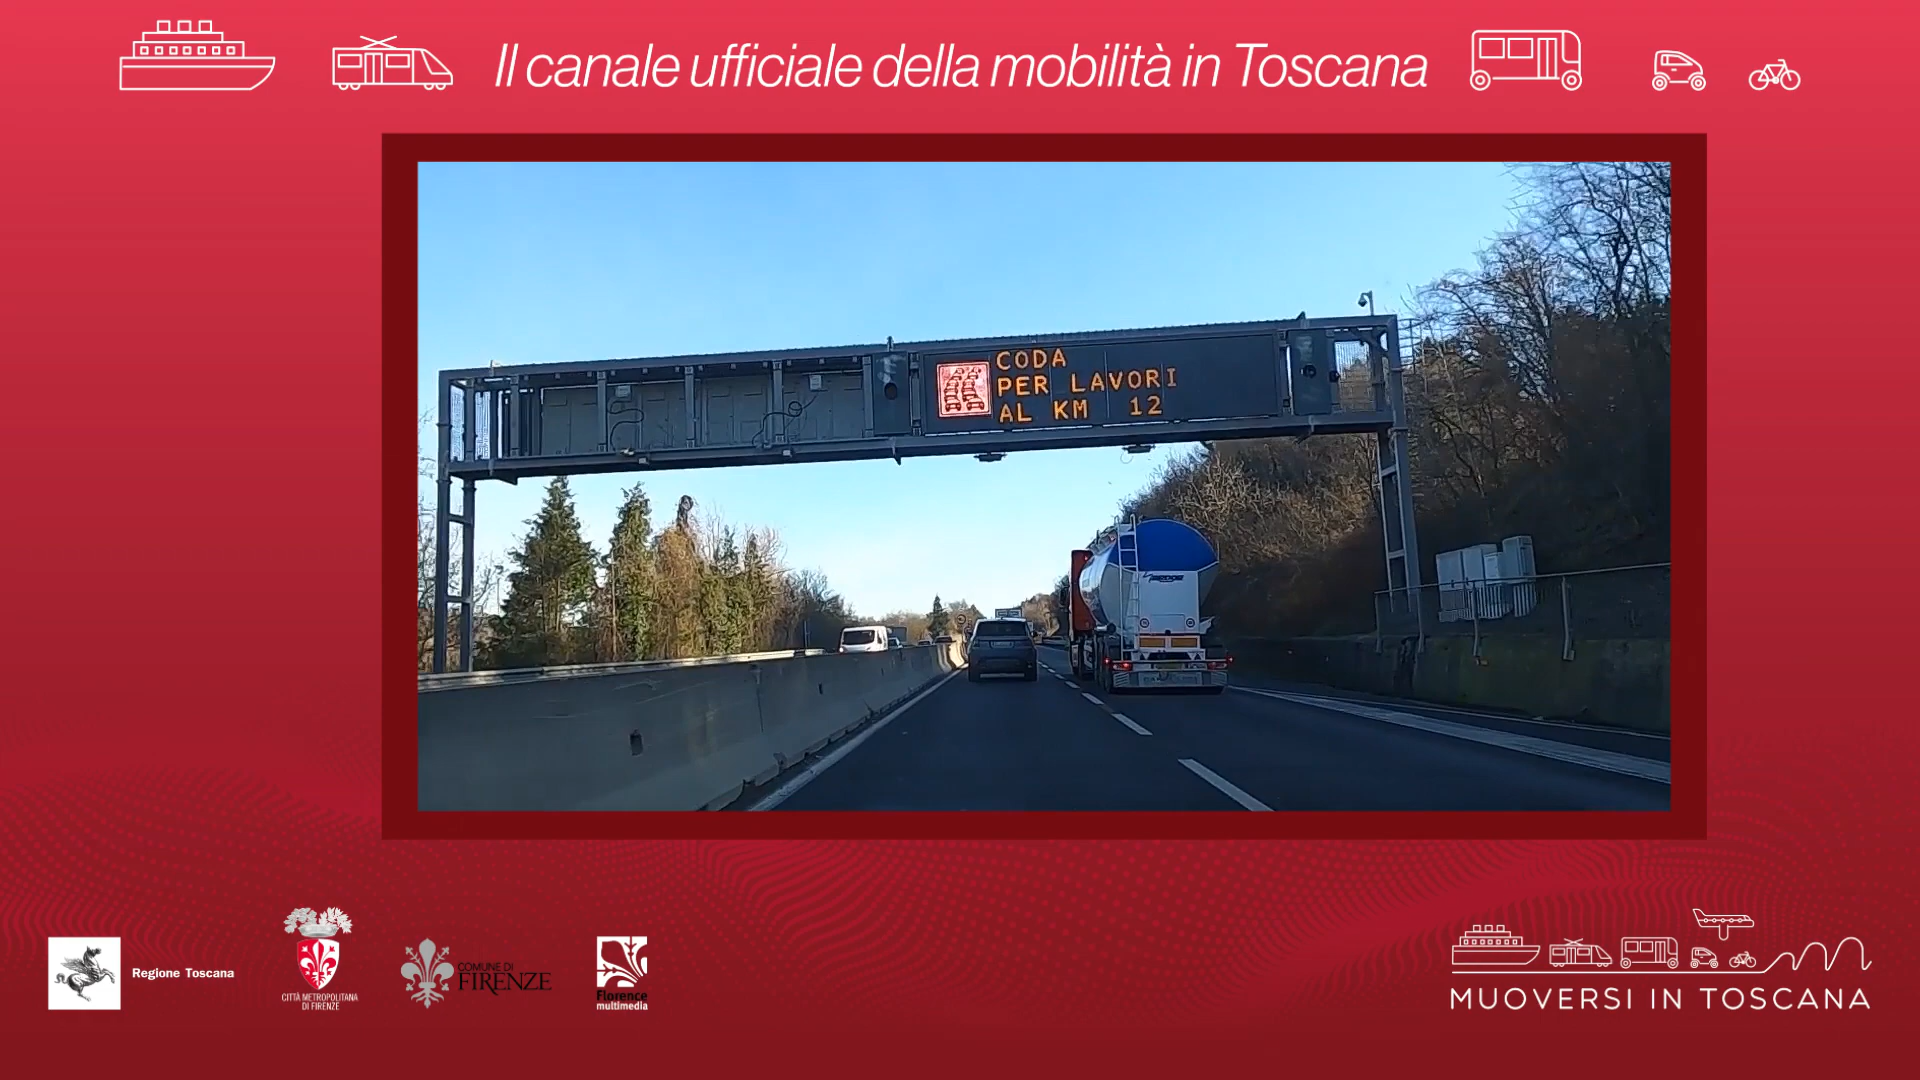 Il canale ufficiale della mobilità in Toscana
CODA
PER LAVORI
AL KM 12
Regione Toscana
CITTÀ METROPOLITANA
DI FIRENZE
COMUNE DI
FIRENZE
Florence
multimedia
MUOVERSI IN TOSCANA